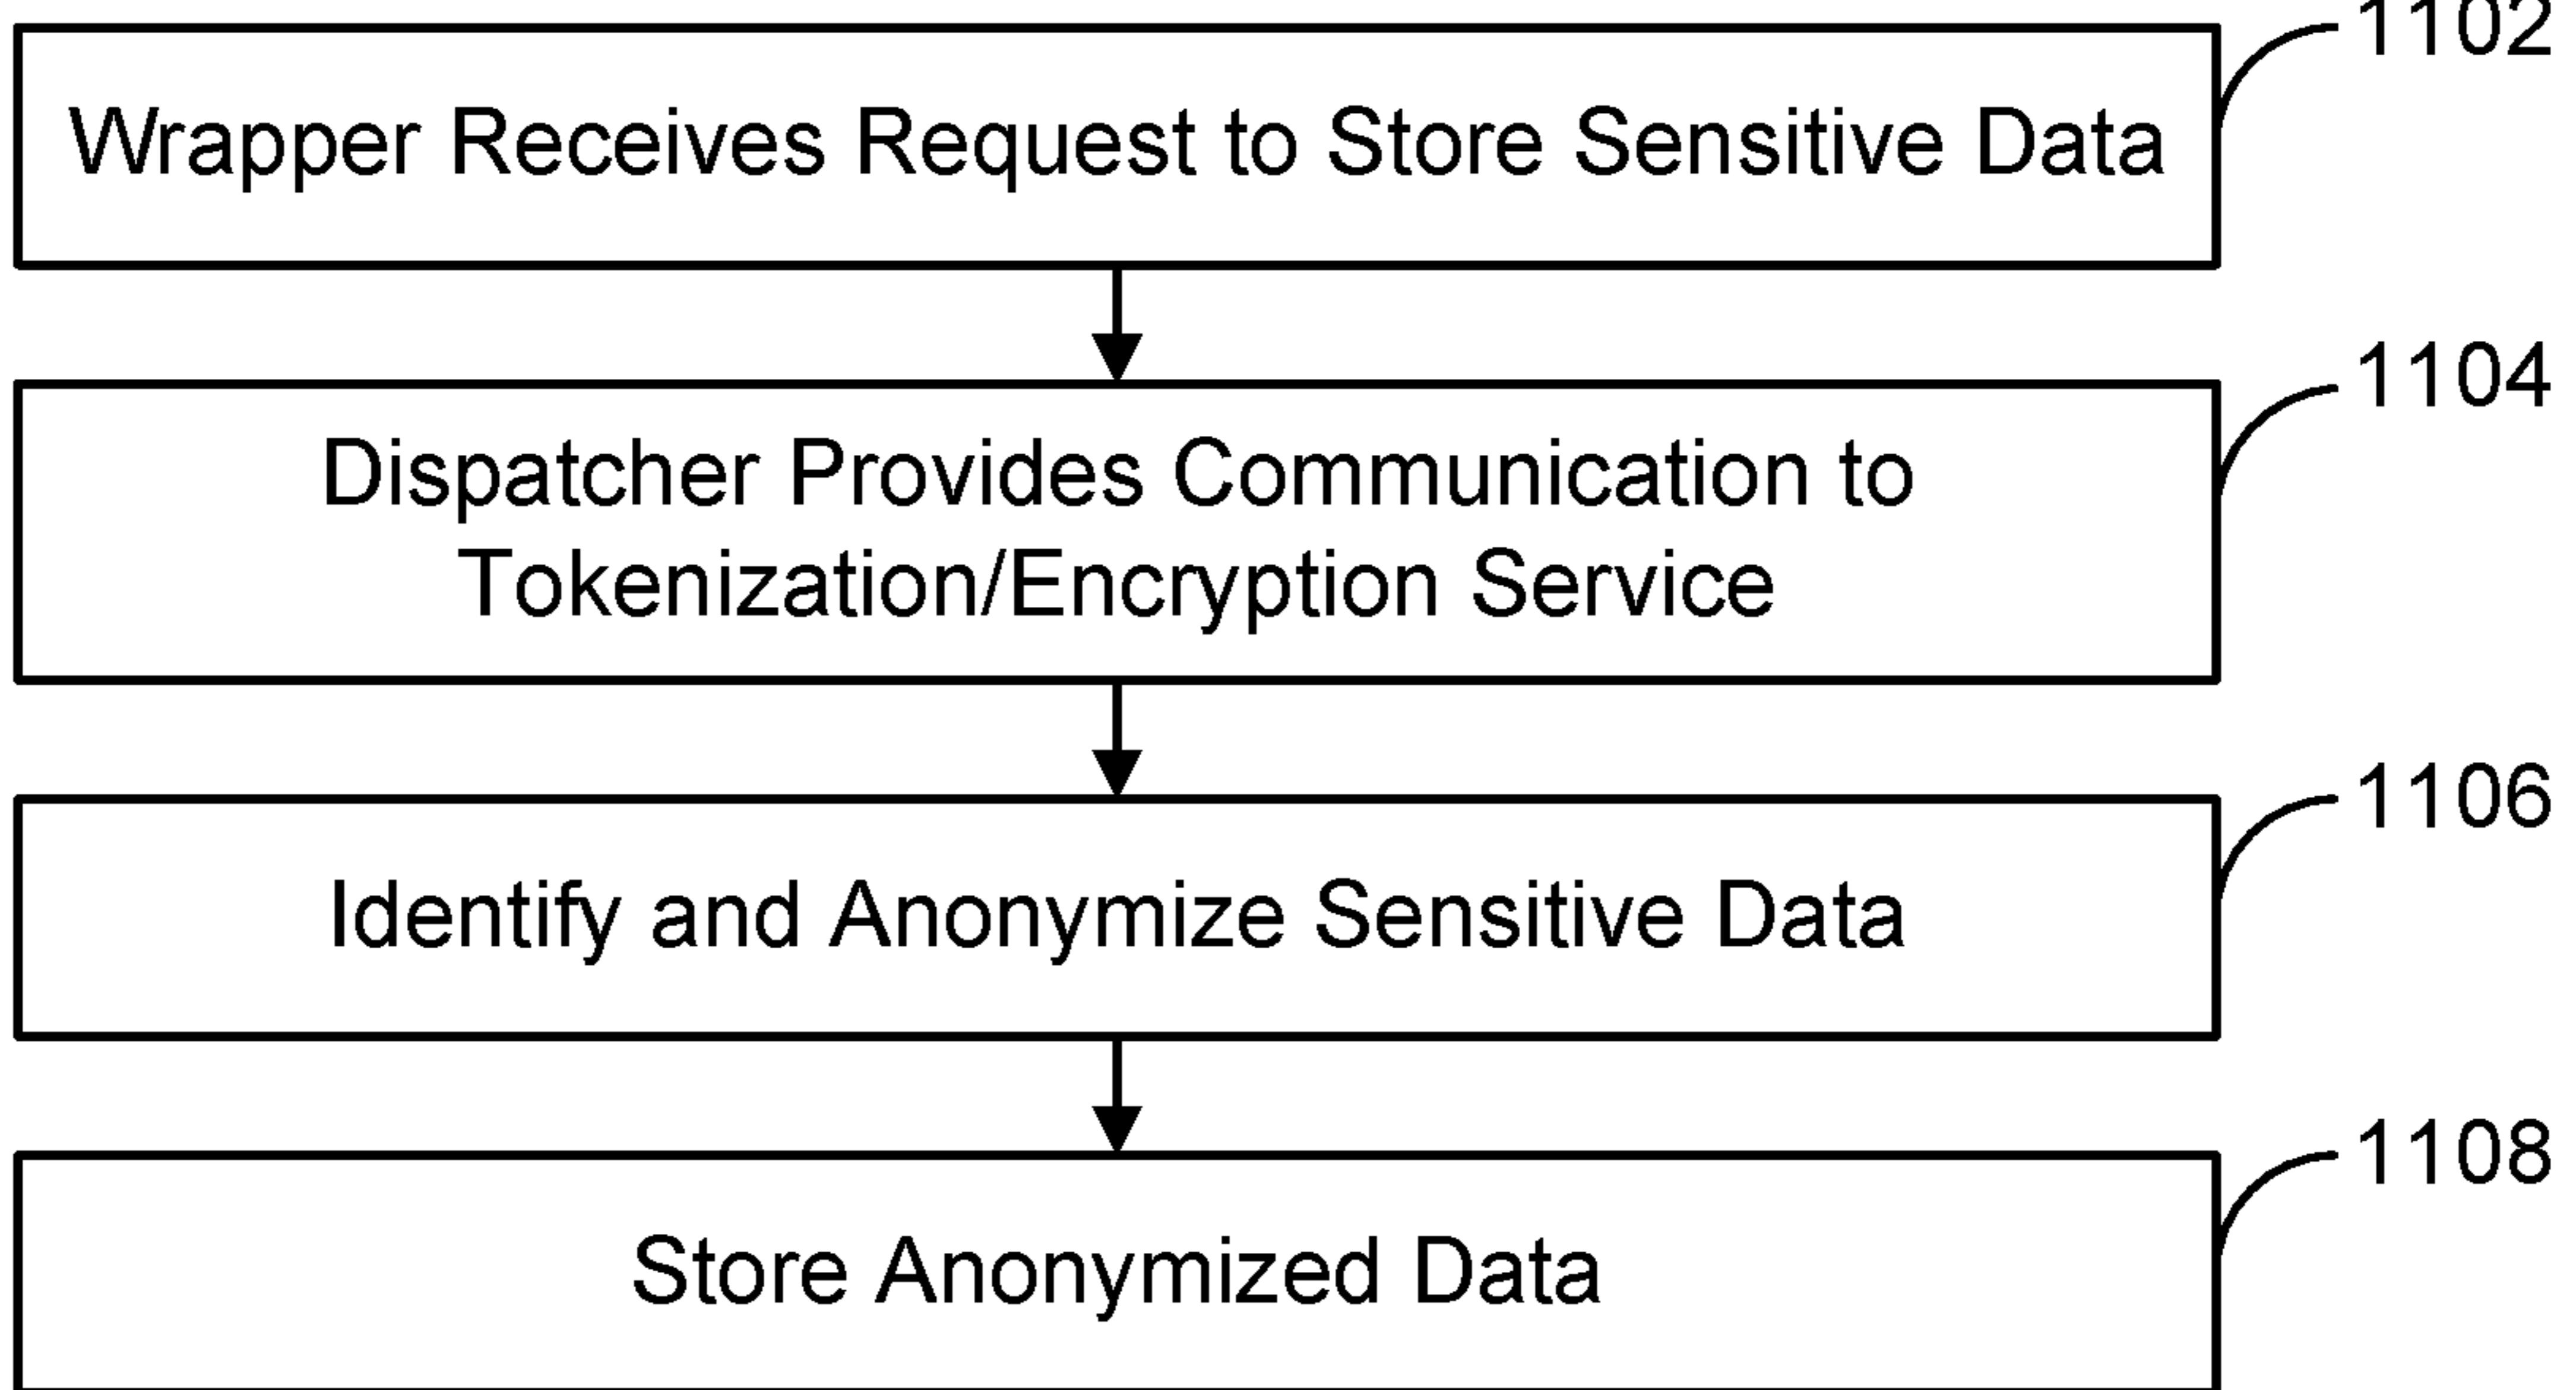 1102
Wrapper Receives Request to Store Sensitive Data
1104
Dispatcher Provides Communication to
Tokenization/Encryption Service
1106
Identify and Anonymize Sensitive Data
1108
Store Anonymized Data